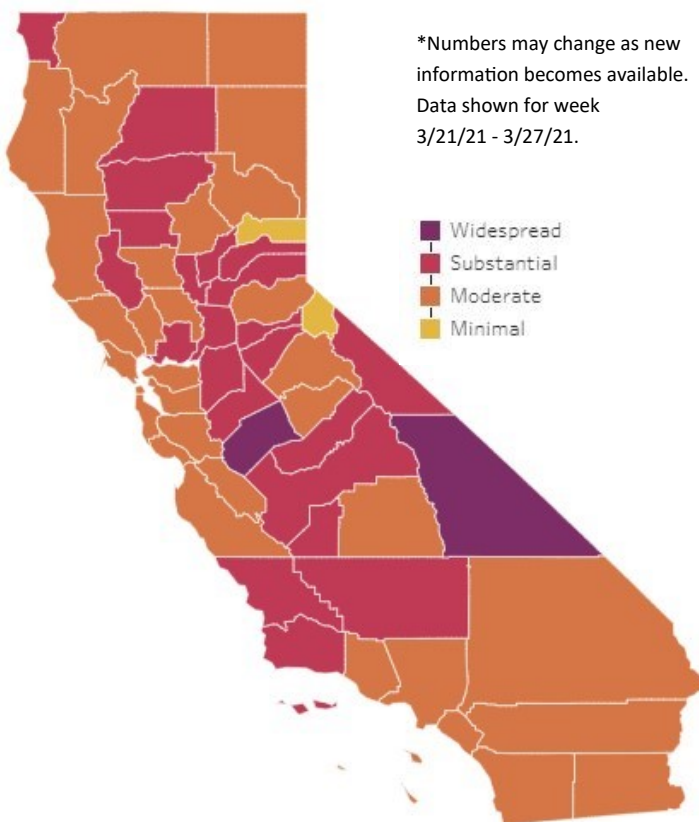 *Numbers may change as new
information becomes available.
Data shown for week
3/21/21 - 3/27/21.
Widespread
Substantial
Moderate
Minimal